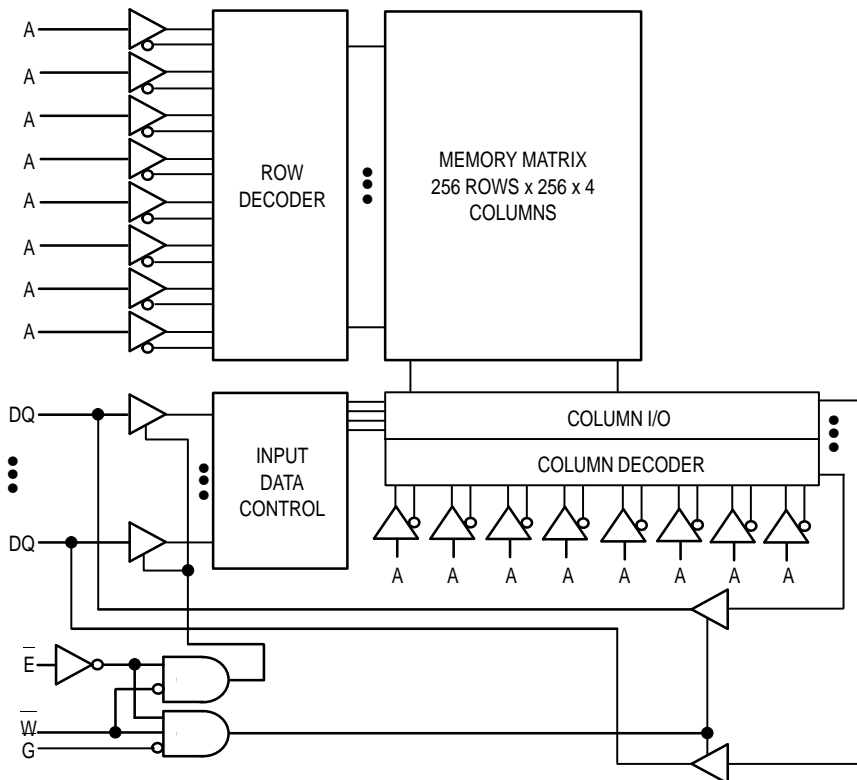 A
A
A
A
A
A
A
A
ROW
DECODER
MEMORY MATRIX
256 ROWS x 256 x 4
COLUMNS
DQ
DQ
INPUT
DATA
CONTROL
COLUMN I/O
COLUMN DECODER
A A A A A A A A
E
W
G